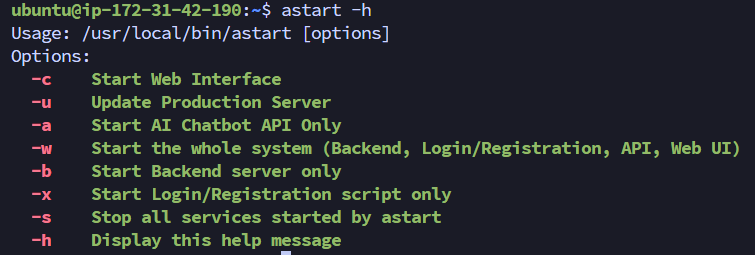 ubuntu@ip-172-31-42-190:~$ astart -h
Usage: /usr/local/bin/astart [options]
Options:
  -c    Start Web Interface
  -u    Update Production Server
  -a    Start AI Chatbot API Only
  -w    Start the whole system (Backend, Login/Registration, API, Web UI)
  -b    Start Backend server only
  -x    Start Login/Registration script only
  -s    Stop all services started by astart
  -h    Display this help message